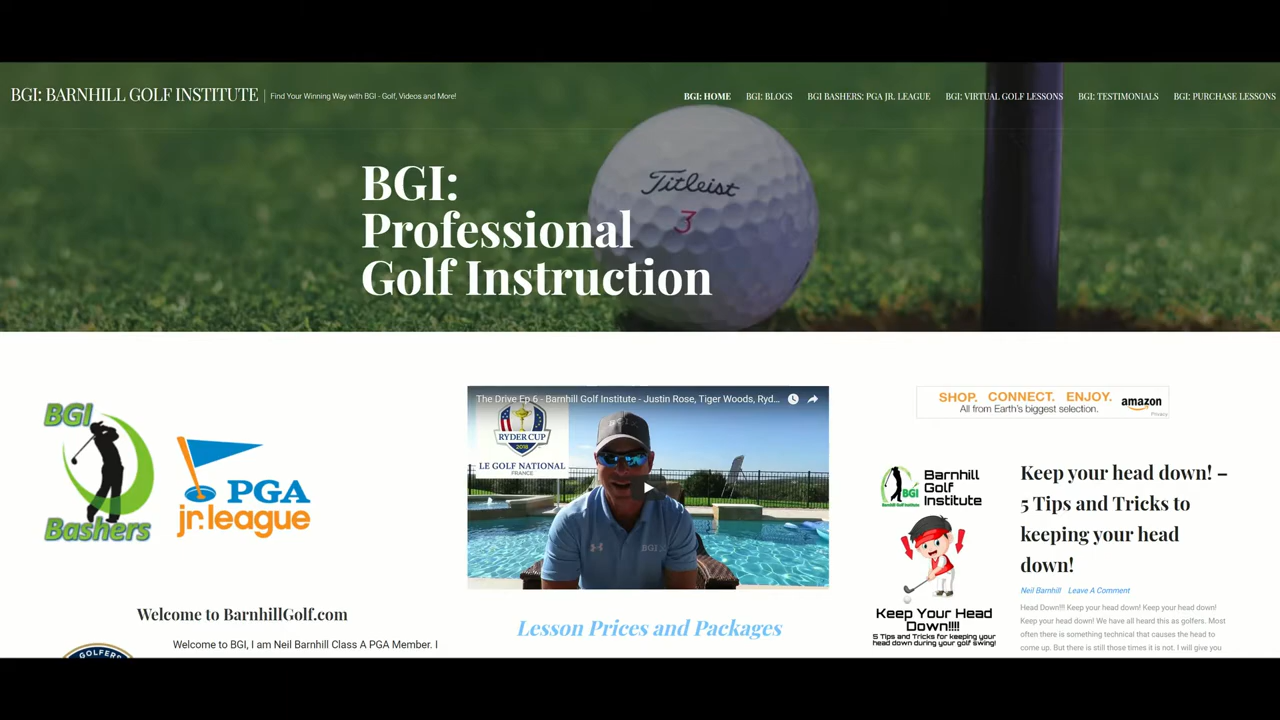 BGI: BARNHILL GOLF INSTITUTE | Find Your Winning Way with BGI - Golf, Videos and More!
BGI: HOME BGI: BLOGS BGI BASHERS: PGA JR. LEAGUE BGI: VIRTUAL GOLF LESSONS BGI: TESTIMONIALS BGI: PURCHASE LESSONS
Titleist
3
BGI:
Professional
Golf Instruction
BGI
Bashers
PGA
jr. league
Welcome to BarnhillGolf.com
GOLFERS
Welcome to BGI, I am Neil Barnhill Class A PGA Member. I
The Drive Ep 6 - Barnhill Golf Institute - Justin Rose, Tiger Woods, Ryd...
RYDER CUP
2018
LE GOLF NATIONAL
FRANCE
BGI
Lesson Prices and Packages
SHOP. CONNECT. ENJOY.
All from Earth's biggest selection.
amazon
Privacy
BGI
Barnhill Golf Institute
Barnhill
Golf
Institute
Keep Your Head
Down!!!!
5 Tips and Tricks for keeping
your head down during your golf swing!
Keep your head down! –
5 Tips and Tricks to
keeping your head
down!
Neil Barnhill Leave A Comment
Head Down!!! Keep your head down! Keep your head down!
Keep your head down! We have all heard this as golfers. Most
often there is something technical that causes the head to
come up. But there is still those times it is not. I will give you